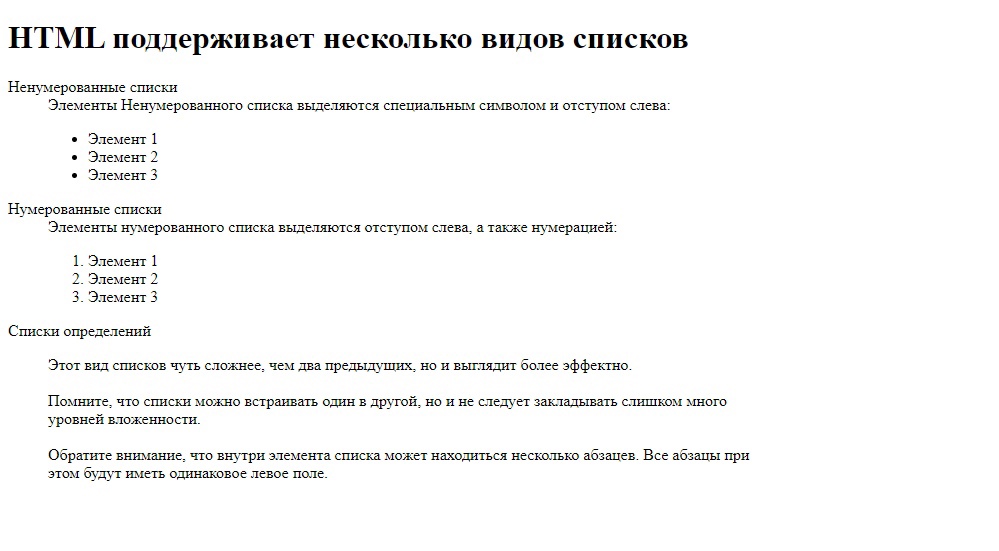 HTML поддерживает несколько видов списков
Ненумерованные списки
Элементы Ненумерованного списка выделяются специальным символом и отступом слева:
• Элемент 1
• Элемент 2
• Элемент 3
Нумерованные списки
Элементы нумерованного списка выделяются отступом слева, а также нумерацией:
1. Элемент 1
2. Элемент 2
3. Элемент 3
Списки определений
Этот вид списков чуть сложнее, чем два предыдущих, но и выглядит более эффектно.
Помните, что списки можно встраивать один в другой, но и не следует закладывать слишком много
уровней вложенности.
Обратите внимание, что внутри элемента списка может находиться несколько абзацев. Все абзацы при
этом будут иметь одинаковое левое поле.